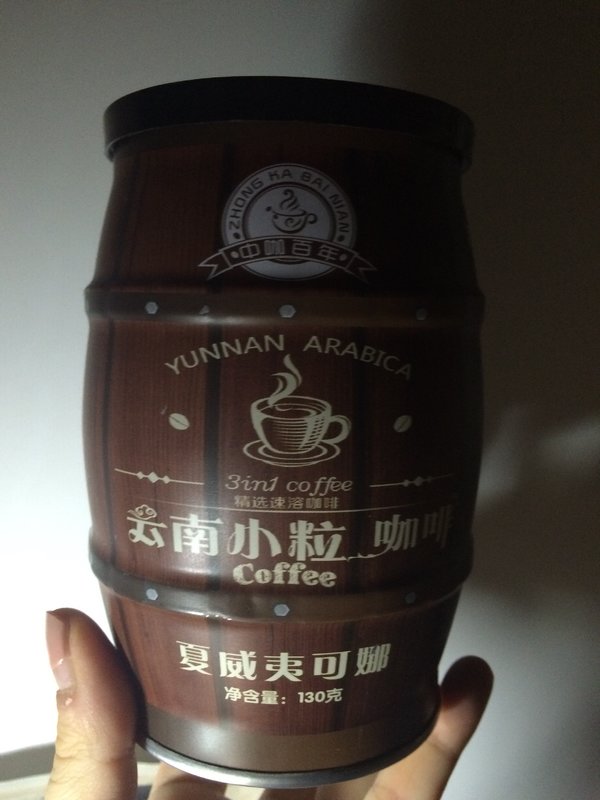 ZHONG KA BAI NIAN
中咖百年
YUNNAN ARABICA
3in1 coffee
精选速溶咖啡
云南小粒 咖啡
Coffee
夏威夷可娜
净含量：130克